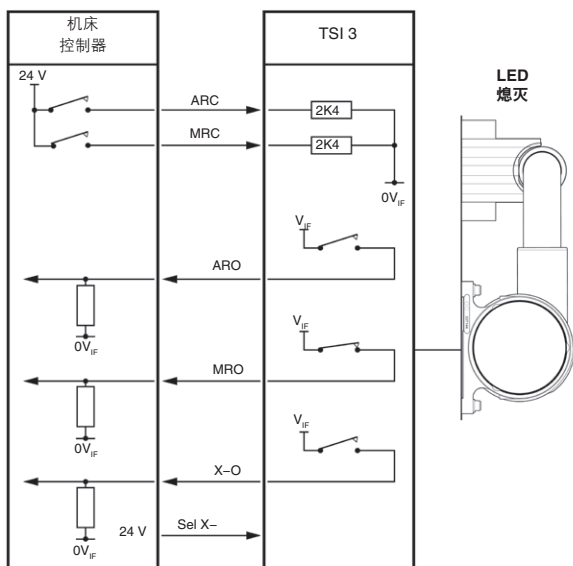 机床
控制器
TSI 3
24 V
ARC
2K4
MRC
2K4
0VIF
VIF
ARO
0VIF
VIF
MRO
0VIF
VIF
X–O
0VIF
24 V
Sel X–
LED
熄灭